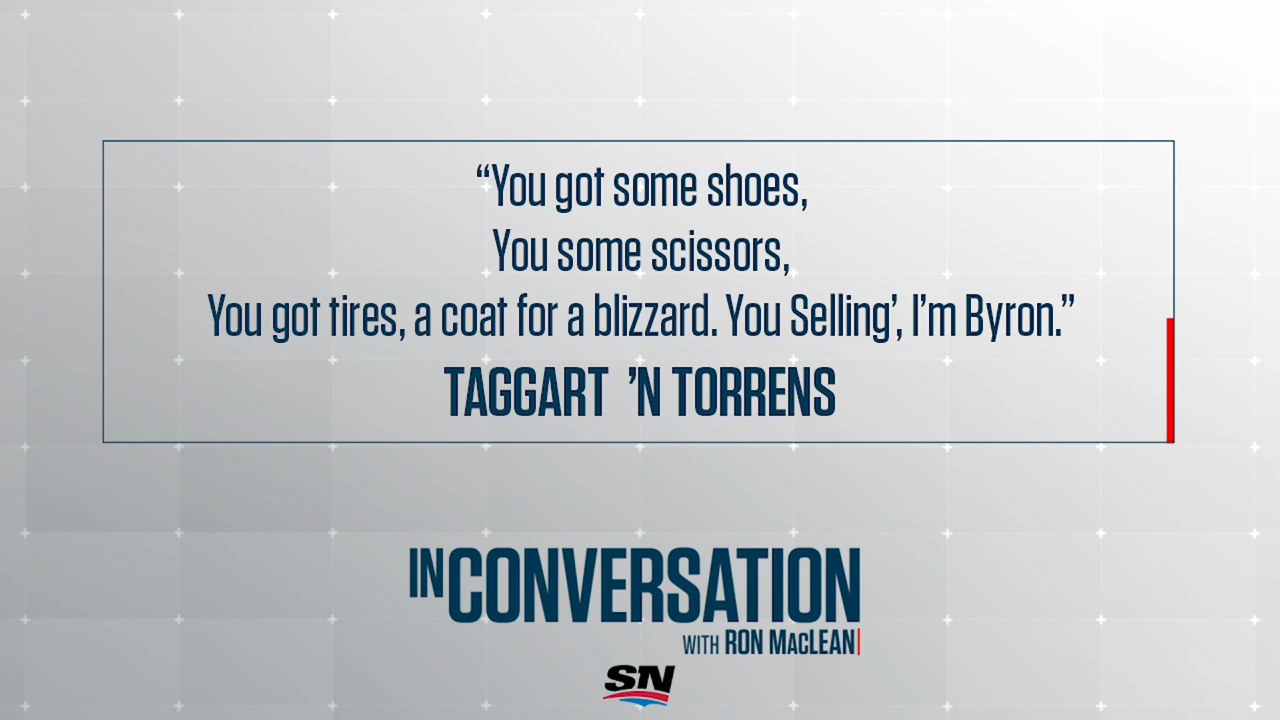 “You got some shoes,
You some scissors,
You got tires, a coat for a blizzard. You Selling’, I’m Byron.”
TAGGART ’N TORRENS
IN CONVERSATION
WITH RON MACLEAN
SN